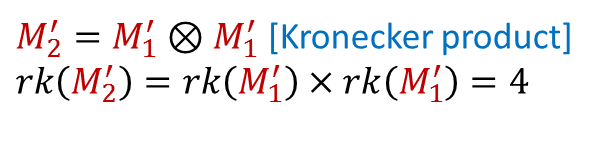 M′₂ = M′₁ ⊗ M′₁ [Kronecker product]
rk(M′₂) = rk(M′₁) × rk(M′₁) = 4